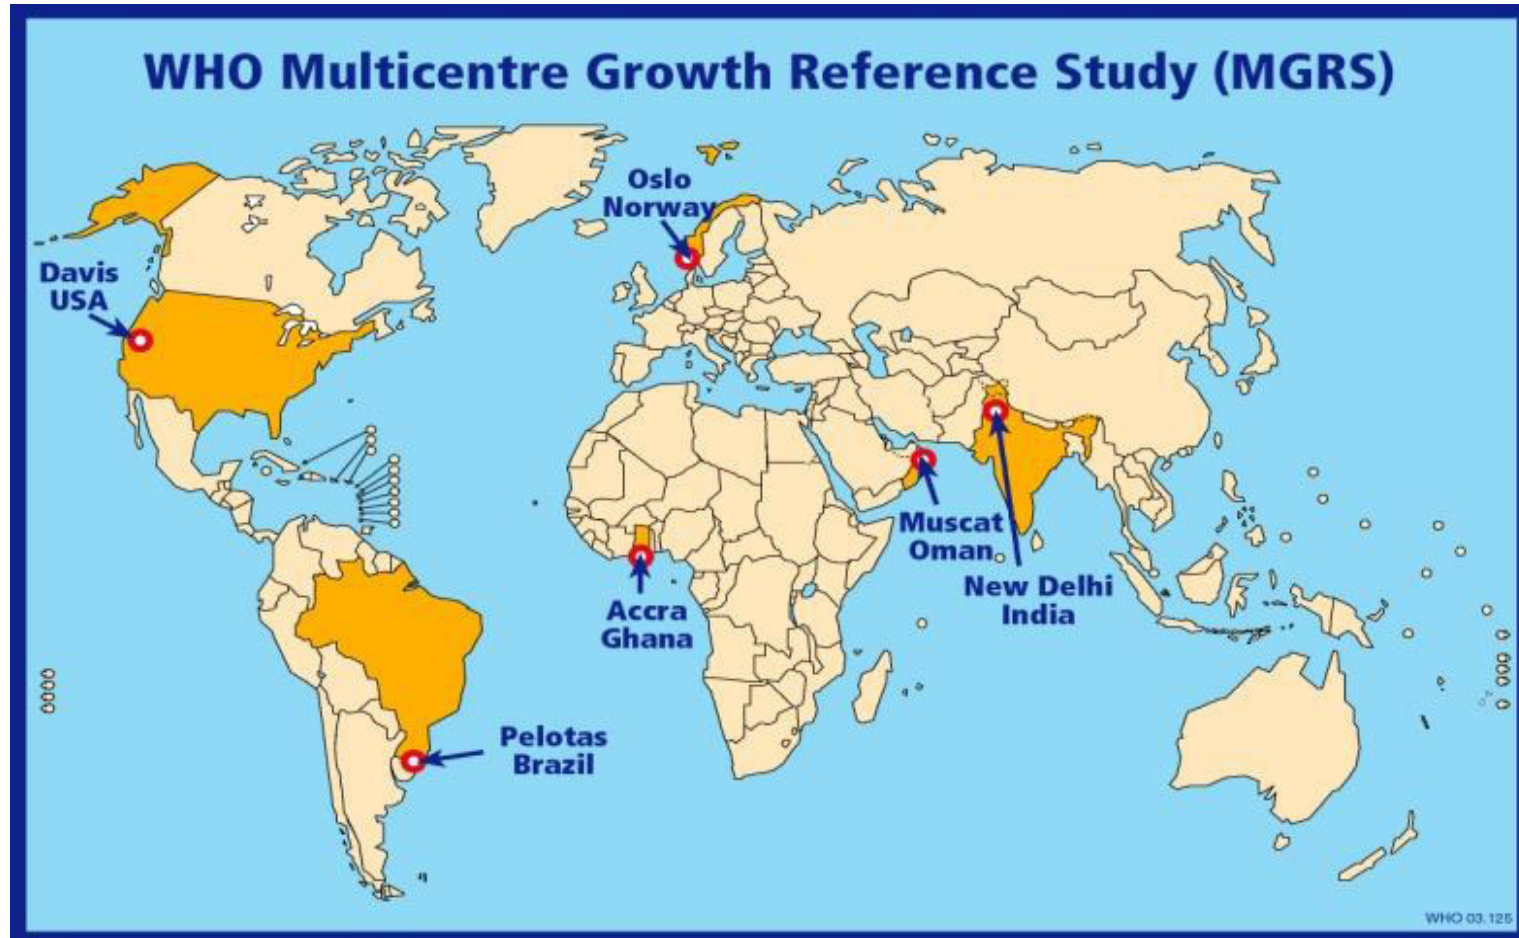 WHO Multicentre Growth Reference Study (MGRS)
Oslo
Norway
Davis
USA
Muscat
Oman
New Delhi
India
Accra
Ghana
Pelotas
Brazil
WHO 03.125